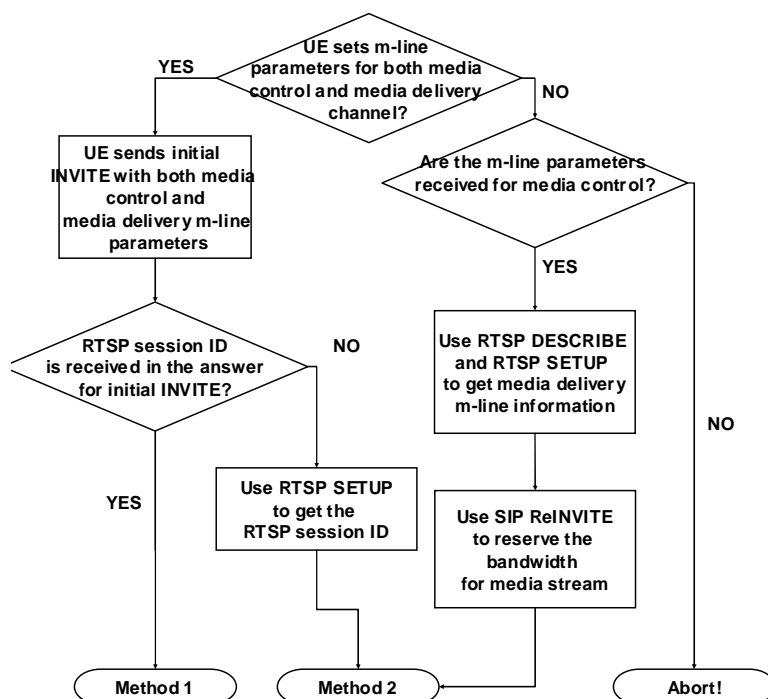 UE sets m-line
parameters for both media
control and media delivery
channel?
YES
NO
UE sends initial
INVITE with both media
control and
media delivery m-line
parameters
Are the m-line parameters
received for media control?
YES
RTSP session ID
is received in the answer
for initial INVITE?
NO
Use RTSP DESCRIBE
and RTSP SETUP
to get media delivery
m-line information
NO
YES
Use RTSP SETUP
to get the
RTSP session ID
Use SIP ReINVITE
to reserve the
bandwidth
for media stream
Method 1
Method 2
Abort!